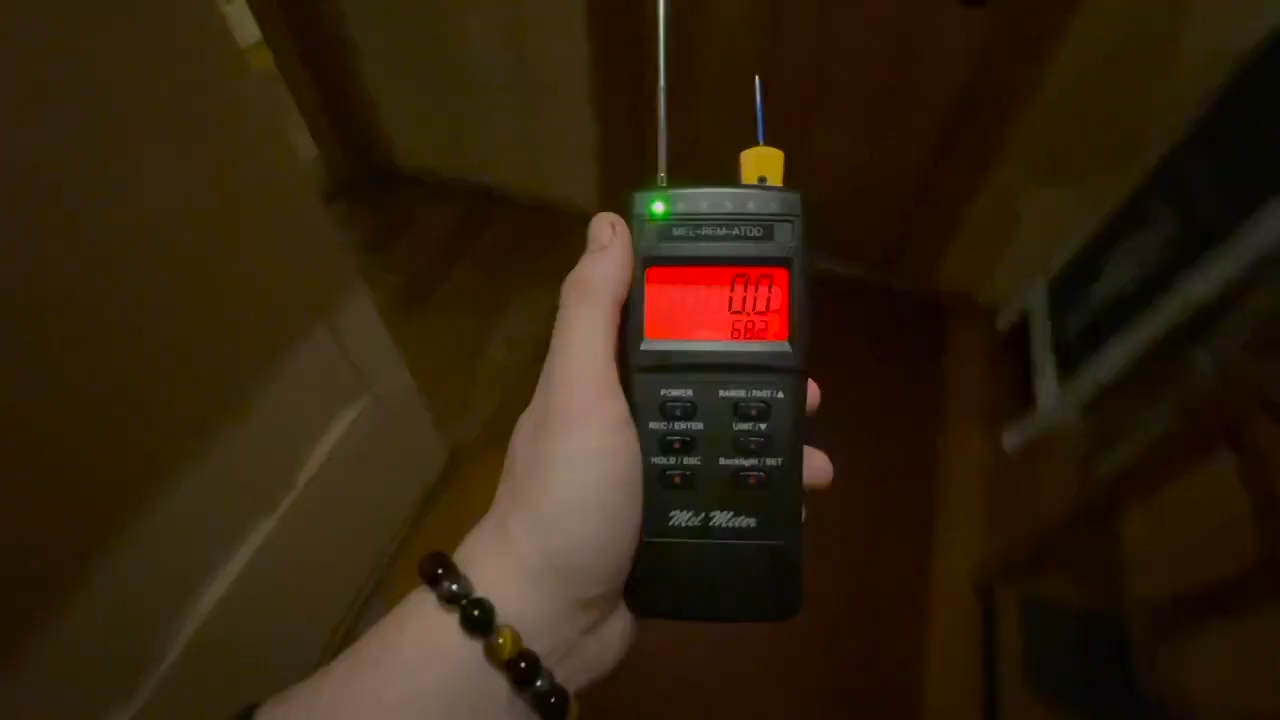 MEL-REM-ATDD
0.0
68.2
POWER RANGE / FAST / ▲
REC / ENTER UNIT / ▼
HOLD / ESC Backlight / SET
Mel Meter